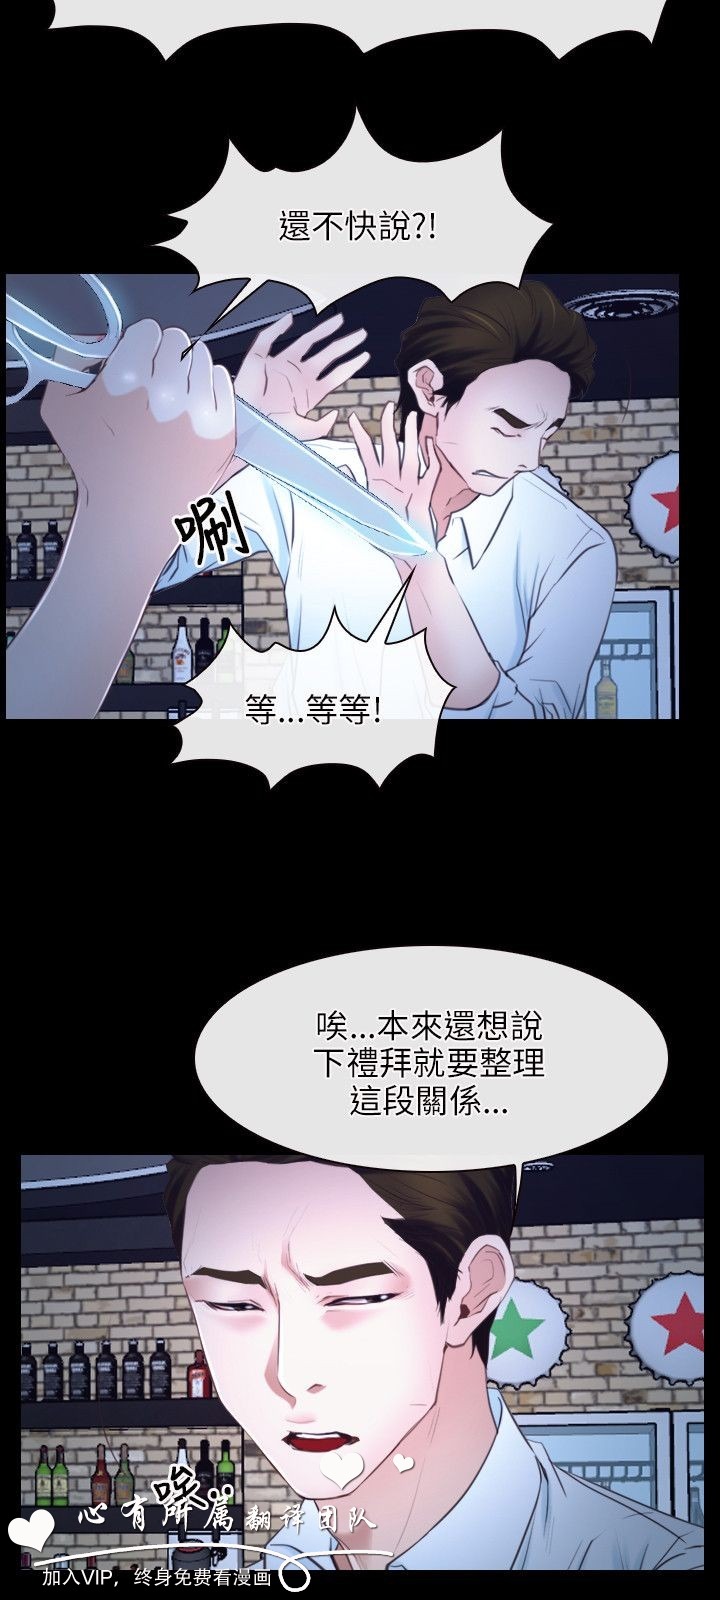 還不快說?!
唰
等...等等!
唉...本來還想說
下禮拜就要整理
這段關係...
唉..
心有所属翻译团队
加入VIP，终身免费看漫画